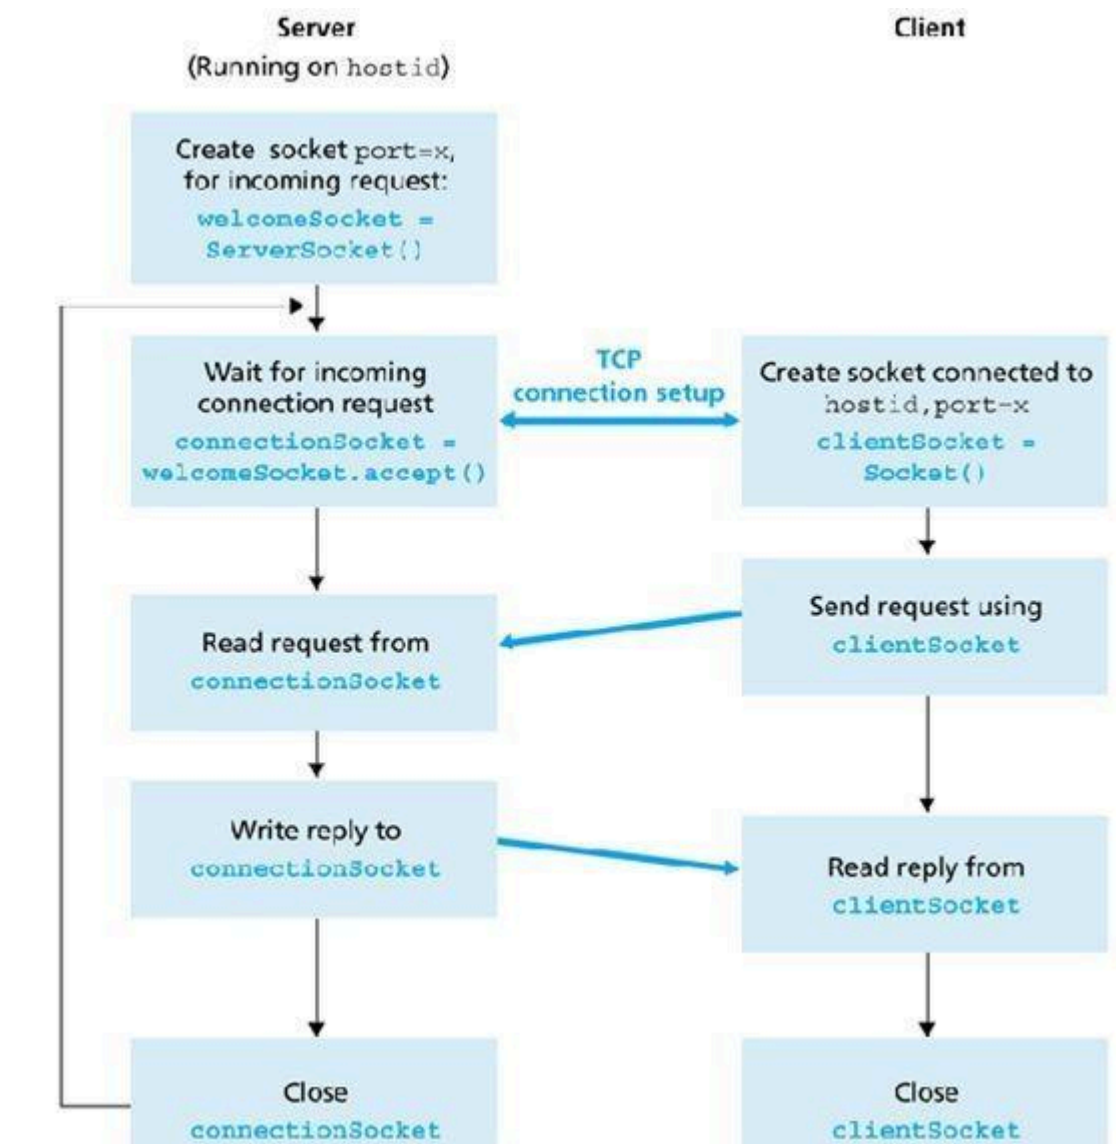 Server
(Running on hostid)
Client
Create socket port=x,
for incoming request:
welcomeSocket =
ServerSocket()
Wait for incoming
connection request
connectionSocket =
welcomeSocket.accept()
TCP
connection setup
Create socket connected to
hostid,port=x
clientSocket =
Socket()
Send request using
clientSocket
Read request from
connectionSocket
Write reply to
connectionSocket
Read reply from
clientSocket
Close
connectionSocket
Close
clientSocket